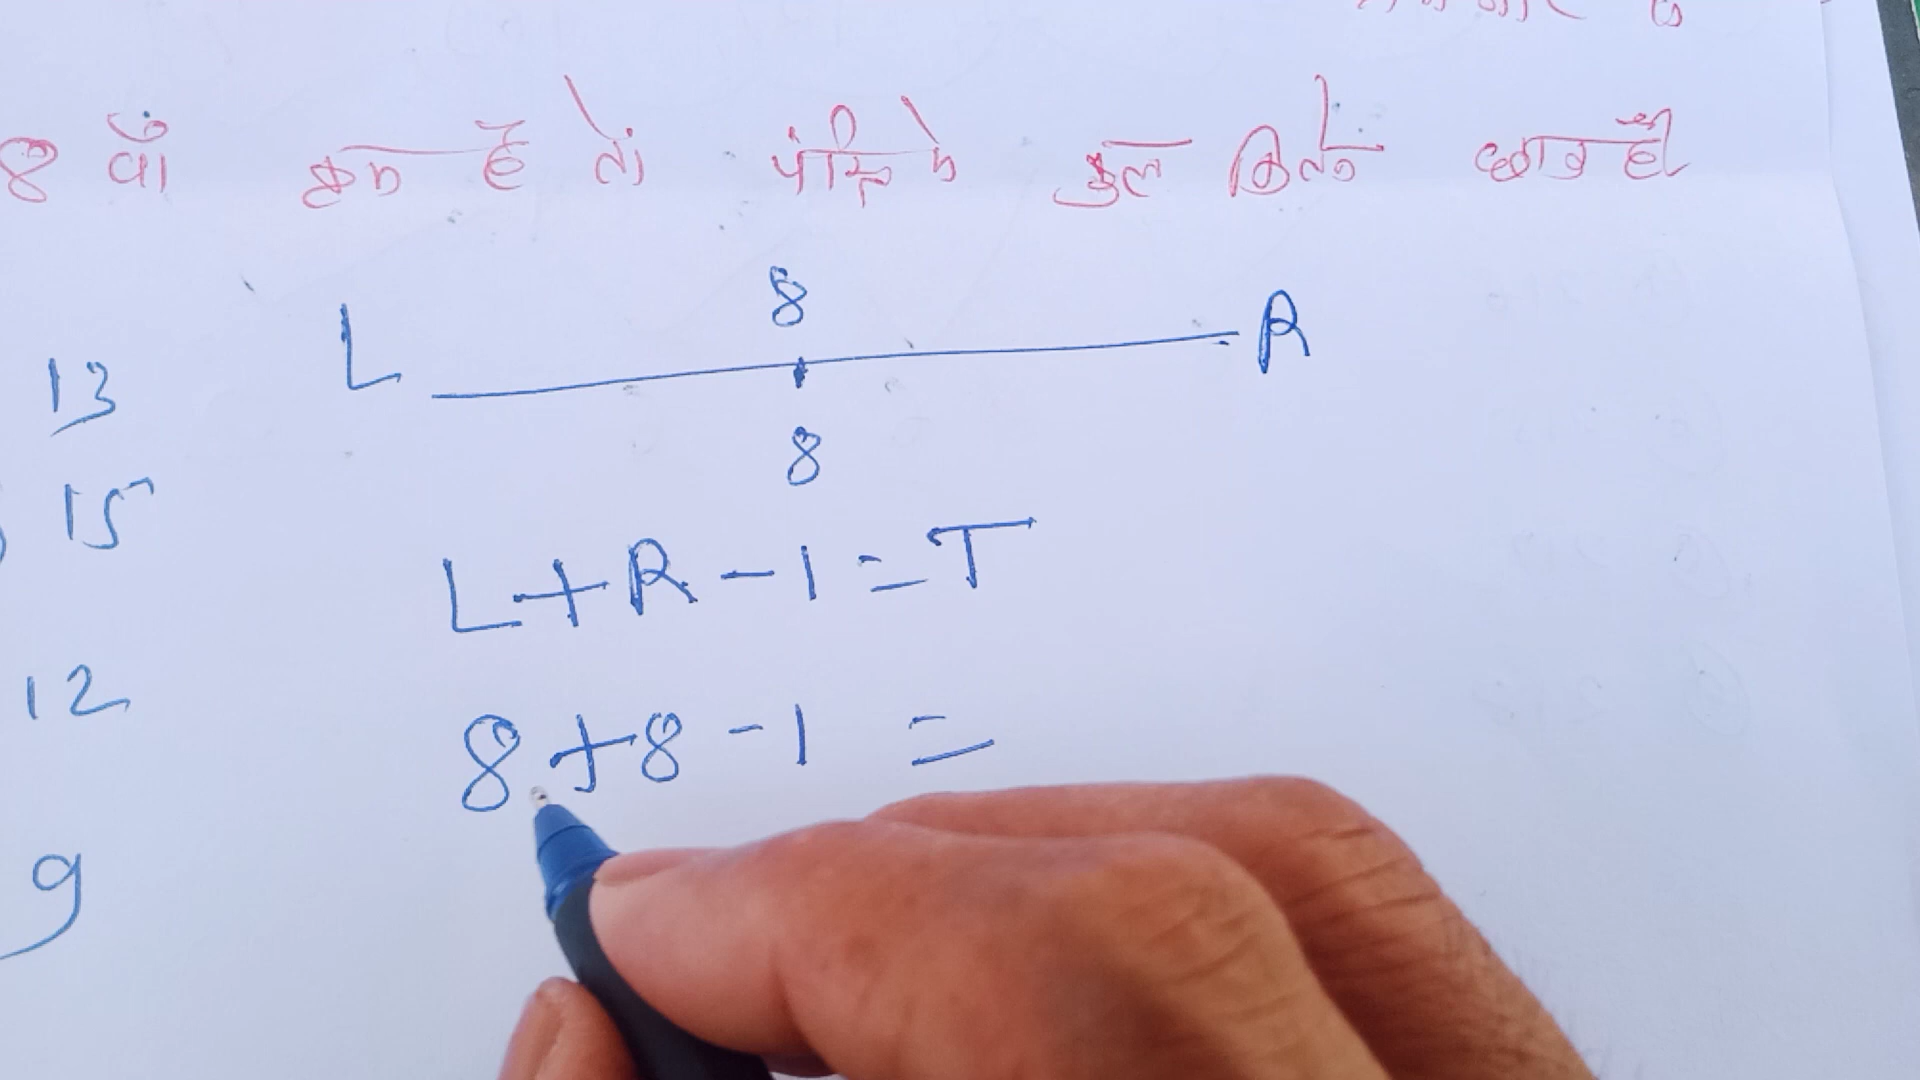 8 वां क्रम है तो पंक्ति में कुल कितने छात्र हैं
8
L R
13
8
15
L+R-1=T
12
8+8-1 =
9